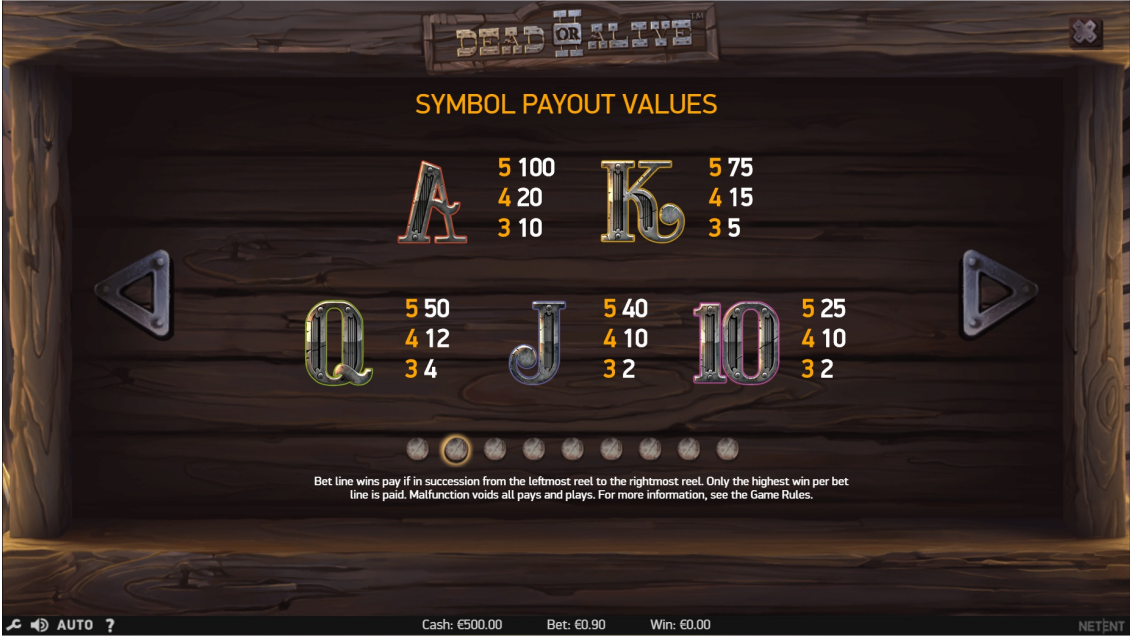 DEAD OR ALIVE II ™
SYMBOL PAYOUT VALUES
A
5 100
4 20
3 10
K
5 75
4 15
3 5
Q
5 50
4 12
3 4
J
5 40
4 10
3 2
10
5 25
4 10
3 2
Bet line wins pay if in succession from the leftmost reel to the rightmost reel. Only the highest win per bet
line is paid. Malfunction voids all pays and plays. For more information, see the Game Rules.
AUTO ? Cash: €500.00 Bet: €0.90 Win: €0.00 NETENT